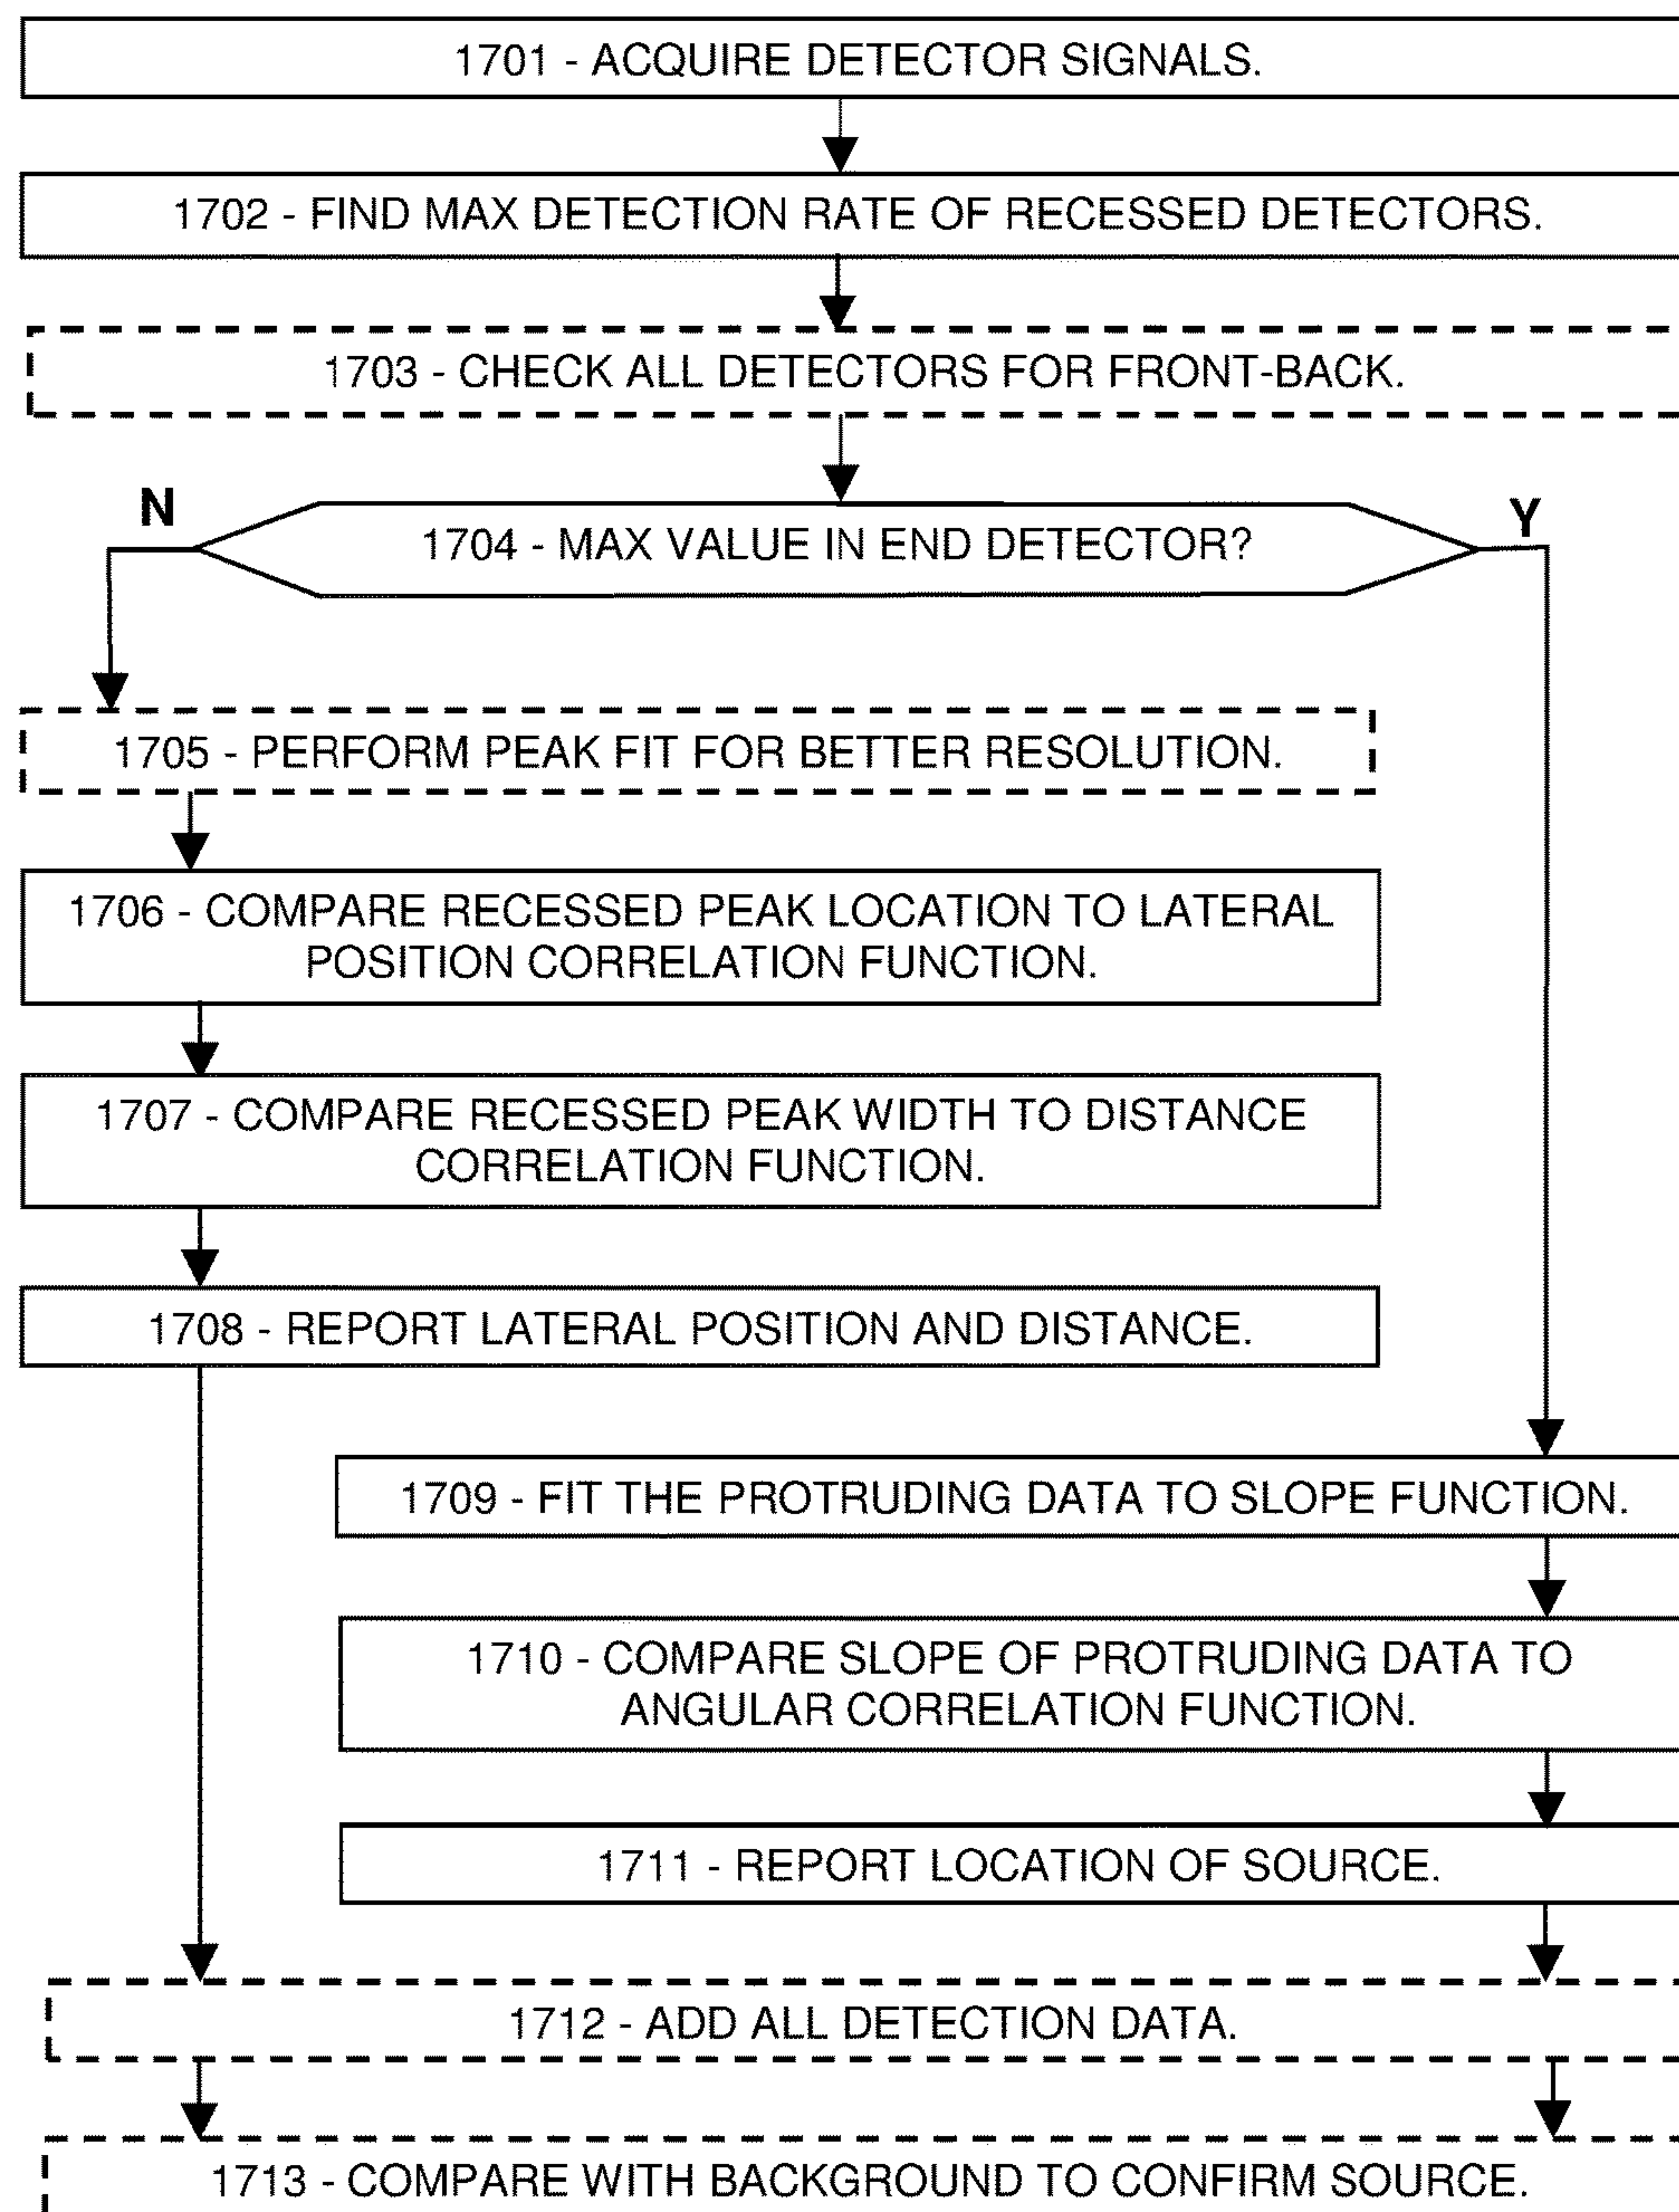 1701 - ACQUIRE DETECTOR SIGNALS.
1702 - FIND MAX DETECTION RATE OF RECESSED DETECTORS.
1703 - CHECK ALL DETECTORS FOR FRONT-BACK.
N
Y
1704 - MAX VALUE IN END DETECTOR?
1705 - PERFORM PEAK FIT FOR BETTER RESOLUTION.
1706 - COMPARE RECESSED PEAK LOCATION TO LATERAL
POSITION CORRELATION FUNCTION.
1707 - COMPARE RECESSED PEAK WIDTH TO DISTANCE
CORRELATION FUNCTION.
1708 - REPORT LATERAL POSITION AND DISTANCE.
1709 - FIT THE PROTRUDING DATA TO SLOPE FUNCTION.
1710 - COMPARE SLOPE OF PROTRUDING DATA TO
ANGULAR CORRELATION FUNCTION.
1711 - REPORT LOCATION OF SOURCE.
1712 - ADD ALL DETECTION DATA.
1713 - COMPARE WITH BACKGROUND TO CONFIRM SOURCE.